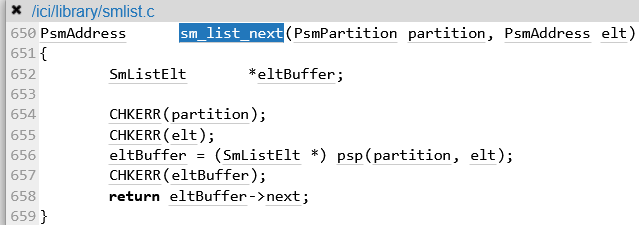 ✖ /ici/library/smlist.c
650 PsmAddress sm_list_next(PsmPartition partition, PsmAddress elt)
651 {
652 SmListElt *eltBuffer;
653
654 CHKERR(partition);
655 CHKERR(elt);
656 eltBuffer = (SmListElt *) psp(partition, elt);
657 CHKERR(eltBuffer);
658 return eltBuffer->next;
659 }